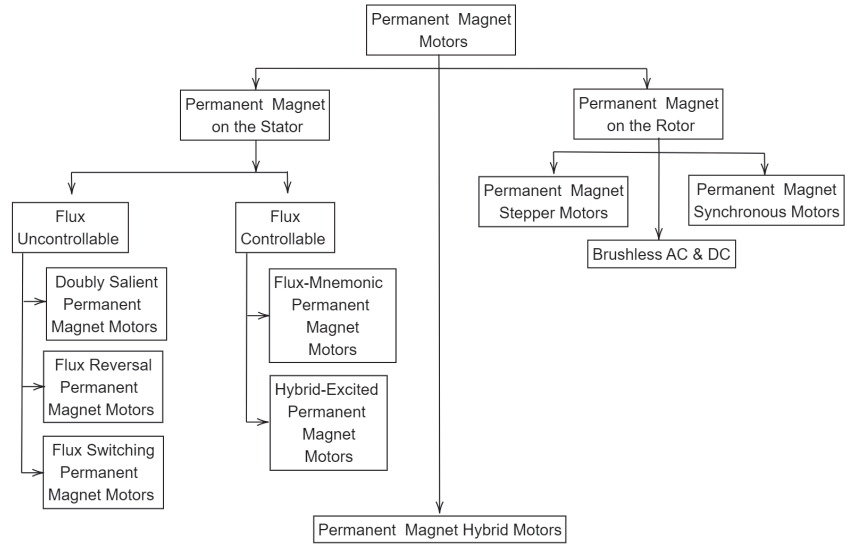 Permanent Magnet
Motors
Permanent Magnet
on the Stator
Permanent Magnet
on the Rotor
Flux
Uncontrollable
Flux
Controllable
Permanent Magnet
Stepper Motors
Permanent Magnet
Synchronous Motors
Brushless AC & DC
Doubly Salient
Permanent
Magnet Motors
Flux Reversal
Permanent
Magnet Motors
Flux Switching
Permanent
Magnet Motors
Flux-Mnemonic
Permanent
Magnet
Motors
Hybrid-Excited
Permanent
Magnet
Motors
Permanent Magnet Hybrid Motors